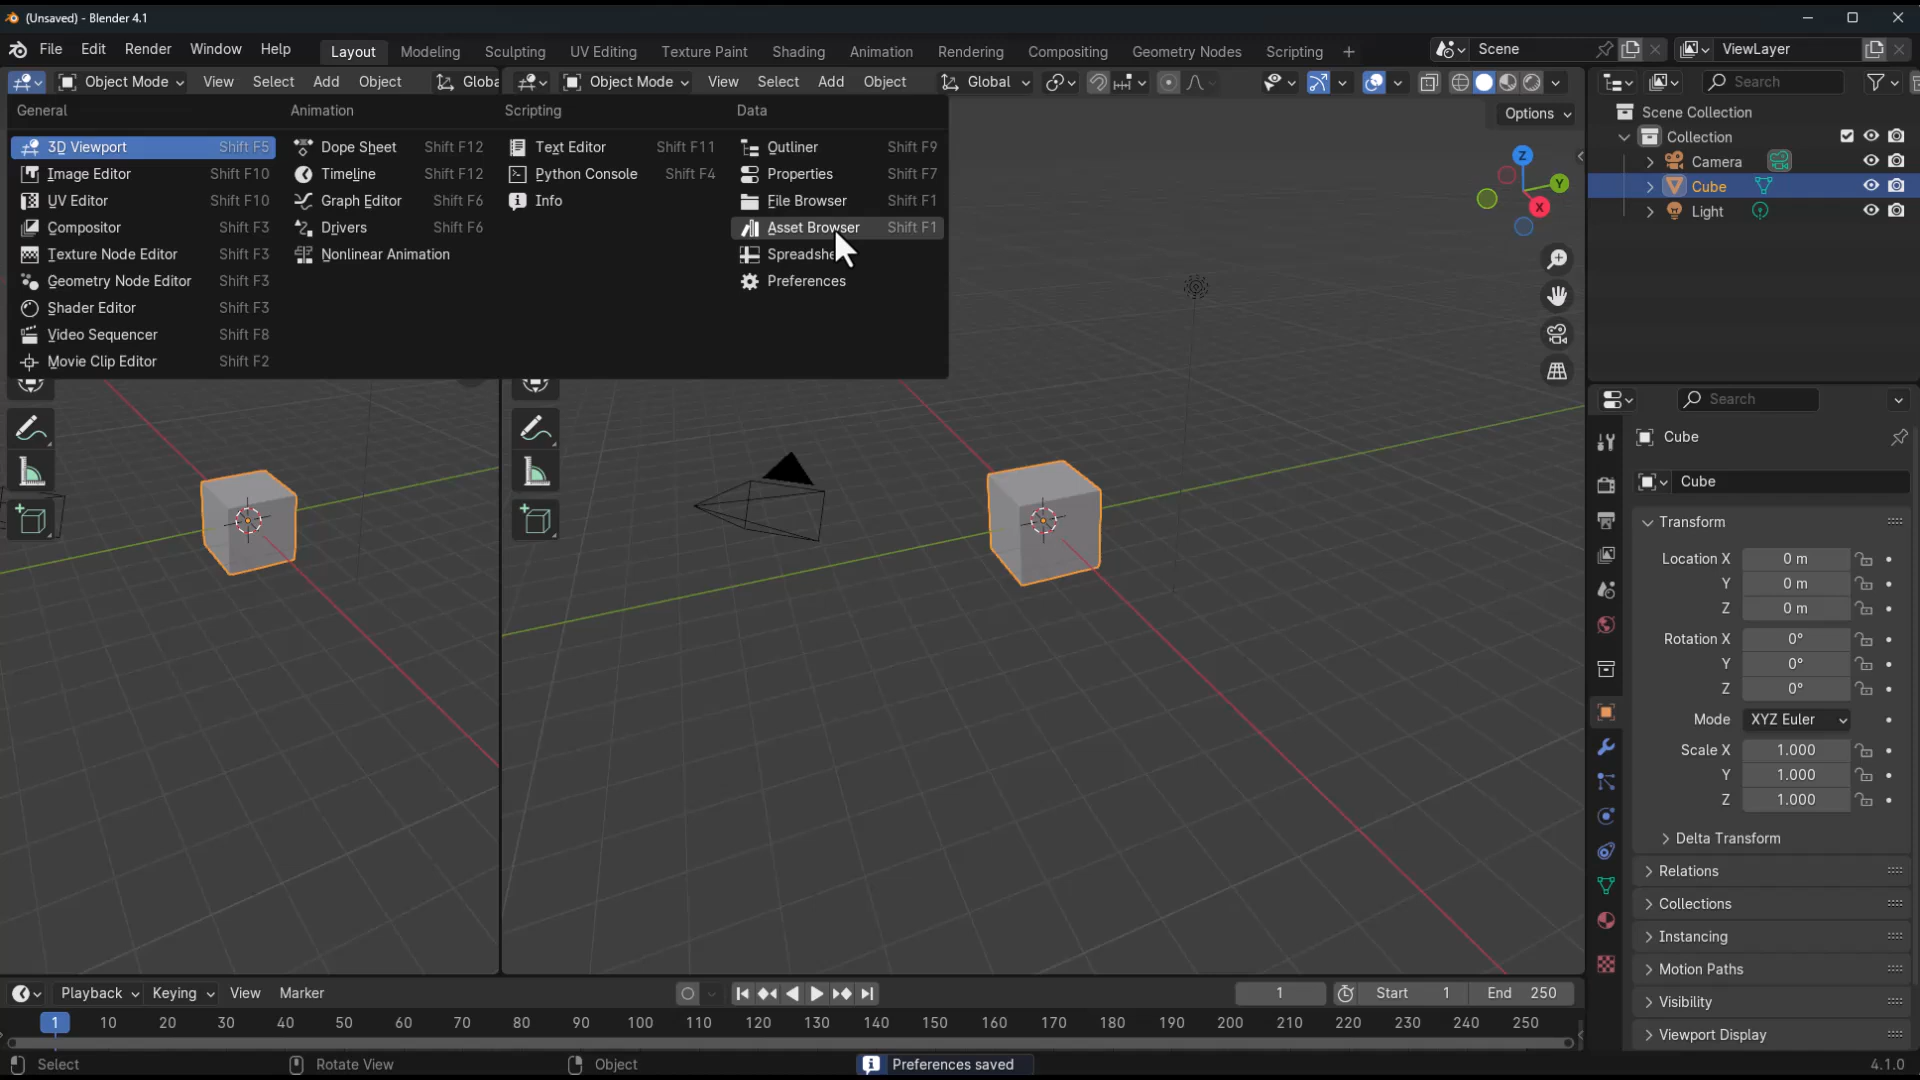 (Unsaved) - Blender 4.1
File Edit Render Window Help
Layout Modeling Sculpting UV Editing Texture Paint Shading Animation Rendering Compositing Geometry Nodes Scripting +
Scene
ViewLayer
Object Mode View Select Add Object Globa
Object Mode View Select Add Object Global
Search
General Animation Scripting Data
Options
3D Viewport Shift F5
Image Editor Shift F10
UV Editor Shift F10
Compositor Shift F3
Texture Node Editor Shift F3
Geometry Node Editor Shift F3
Shader Editor Shift F3
Video Sequencer Shift F8
Movie Clip Editor Shift F2
Dope Sheet Shift F12
Timeline Shift F12
Graph Editor Shift F6
Drivers Shift F6
Nonlinear Animation
Text Editor Shift F11
Python Console Shift F4
Info
Outliner Shift F9
Properties Shift F7
File Browser Shift F1
Asset Browser Shift F1
Spreadshe
Preferences
Z
Y
X
Scene Collection
Collection
Camera
Cube
Light
Search
Cube
Cube
Transform
Location X 0 m
Y 0 m
Z 0 m
Rotation X 0°
Y 0°
Z 0°
Mode XYZ Euler
Scale X 1.000
Y 1.000
Z 1.000
Delta Transform
Relations
Collections
Instancing
Motion Paths
Visibility
Viewport Display
Playback Keying View Marker
1 Start 1 End 250
1 10 20 30 40 50 60 70 80 90 100 110 120 130 140 150 160 170 180 190 200 210 220 230 240 250
Select Rotate View Object Preferences saved 4.1.0